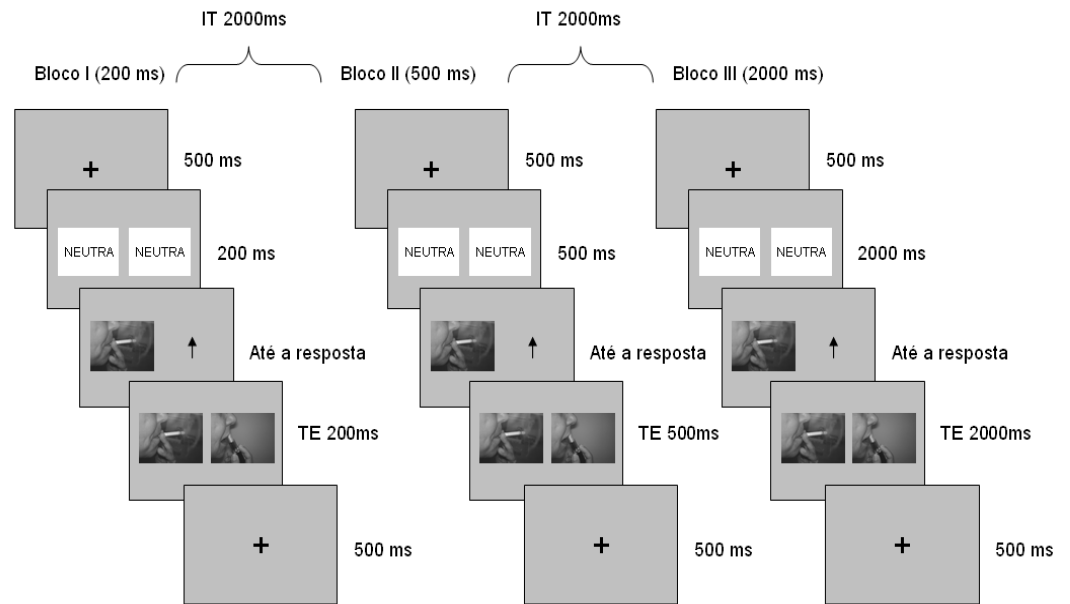 IT 2000ms
IT 2000ms
Bloco I (200 ms)
Bloco II (500 ms)
Bloco III (2000 ms)
500 ms
500 ms
500 ms
NEUTRA NEUTRA
200 ms
NEUTRA NEUTRA
500 ms
NEUTRA NEUTRA
2000 ms
Até a resposta
Até a resposta
Até a resposta
TE 200ms
TE 500ms
TE 2000ms
500 ms
500 ms
500 ms